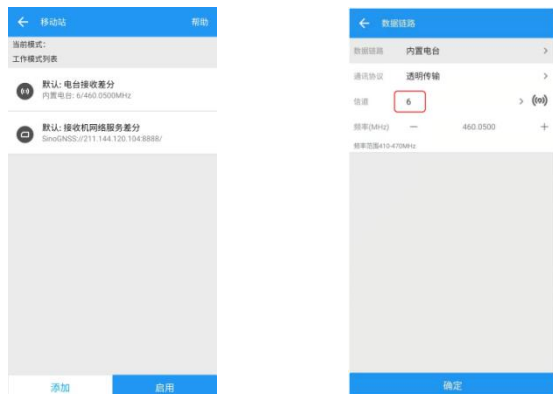 移动站
帮助
当前模式:
工作模式列表
默认: 电台接收差分
内置电台: 6/460.0500MHz
默认: 接收机网络服务差分
SinoGNSS://211.144.120.104:8888/
添加
启用
数据链路
数据链路 内置电台
通讯协议 透明传输
信道 6
频率(MHz) — 460.0500 +
频率范围410-470MHz
确定